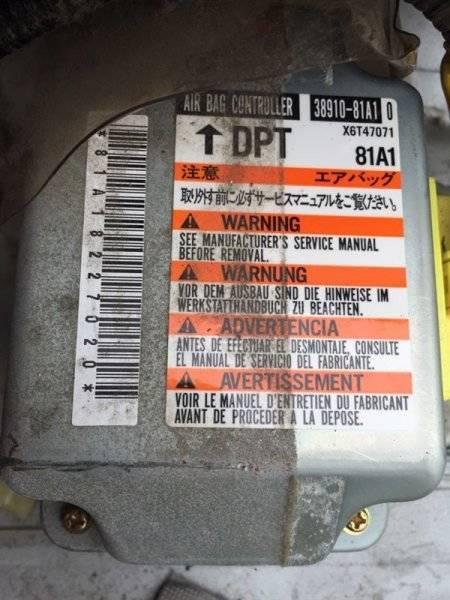 AIR BAG CONTROLLER 38910-81A1 0
X6T47071
↑ DPT
81A1
注意 エアバッグ
取り外す前に必ずサービスマニュアルをご覧ください。
WARNING
SEE MANUFACTURER'S SERVICE MANUAL
BEFORE REMOVAL.
WARNUNG
VOR DEM AUSBAU SIND DIE HINWEISE IM
WERKSTATTHANDBUCH ZU BEACHTEN.
ADVERTENCIA
ANTES DE EFECTUAR EL DESMONTAJE, CONSULTE
EL MANUAL DE SERVICIO DEL FABRICANTE.
AVERTISSEMENT
VOIR LE MANUEL D'ENTRETIEN DU FABRICANT
AVANT DE PROCEDER A LA DEPOSE.
*81A18227020*